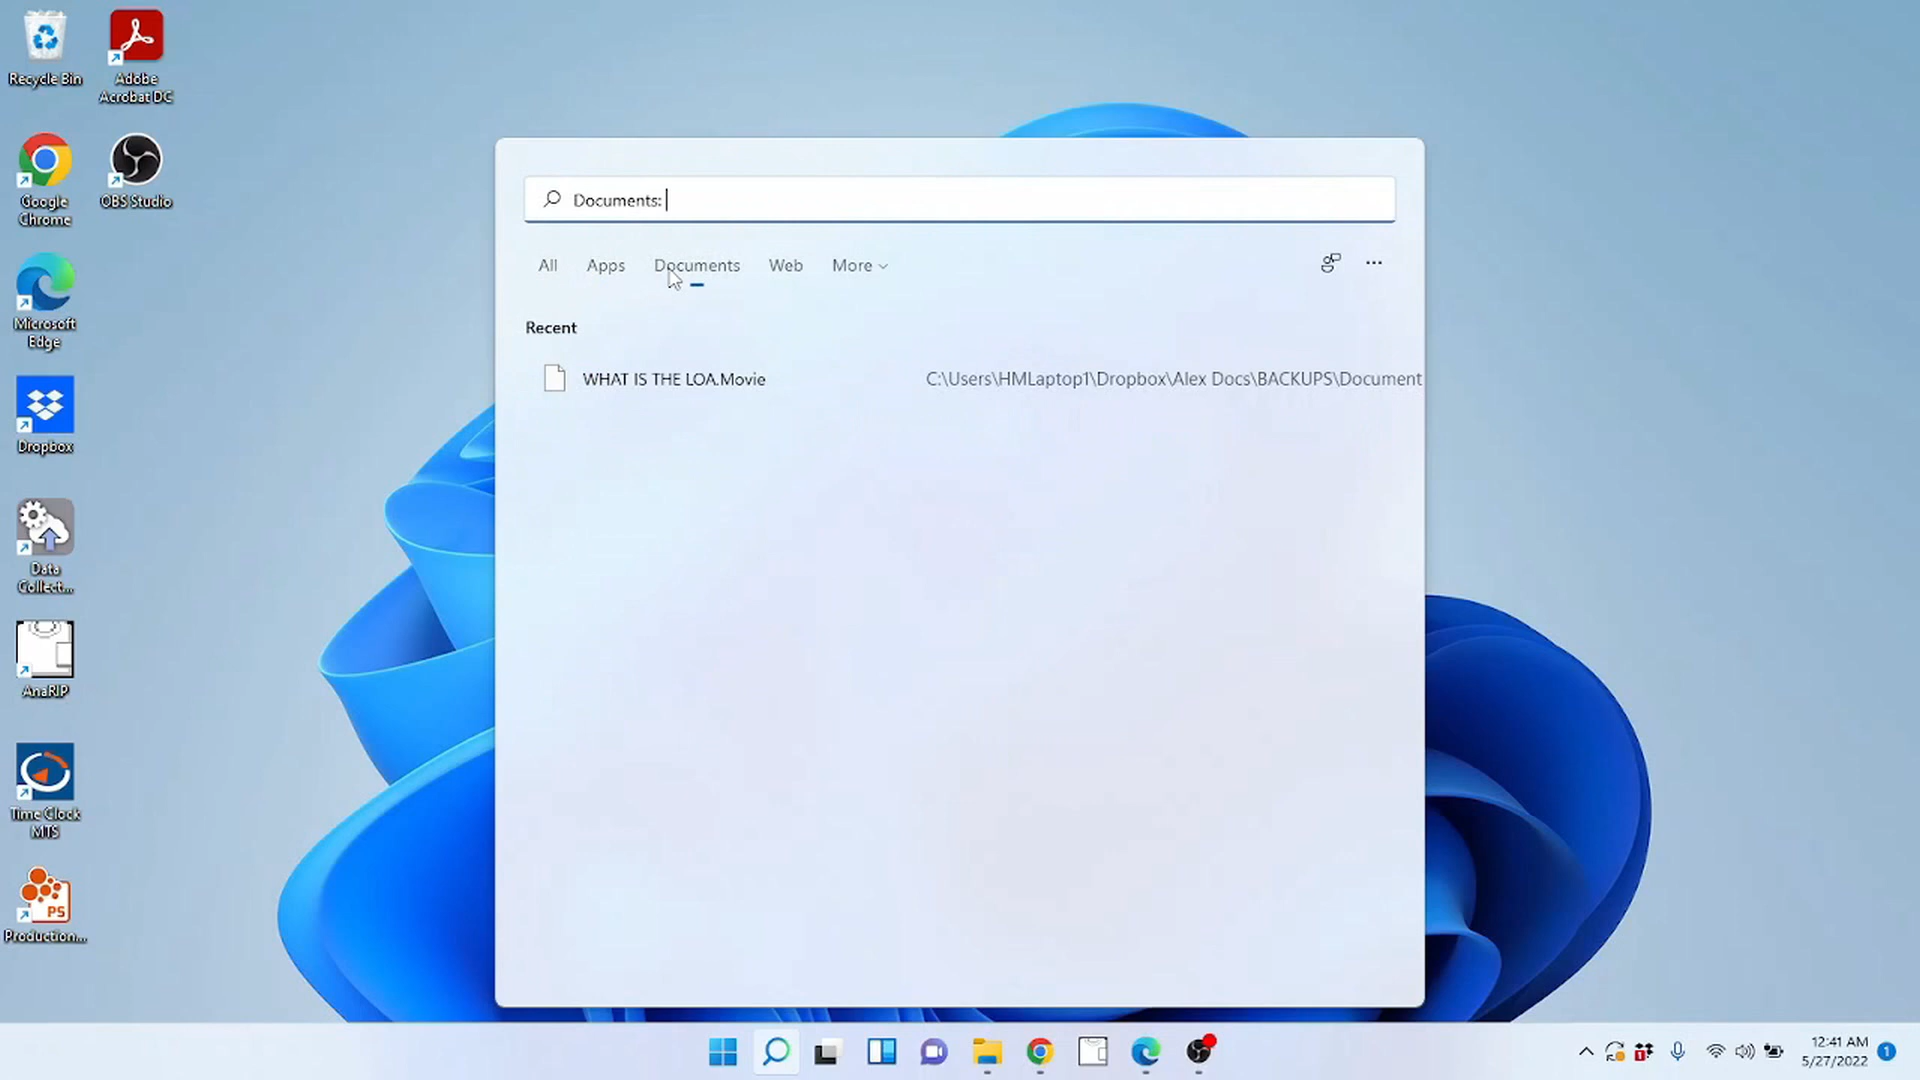 Recycle Bin
Adobe
Acrobat DC
Google
Chrome
OBS Studio
Microsoft
Edge
Dropbox
Data
Collect...
AnaRIP
Time Clock
MTS
PS
Production...
Documents:
All Apps Documents Web More
Recent
WHAT IS THE LOA.Movie C:\Users\HMLaptop1\Dropbox\Alex Docs\BACKUPS\Document
1
12:41 AM
5/27/2022
1